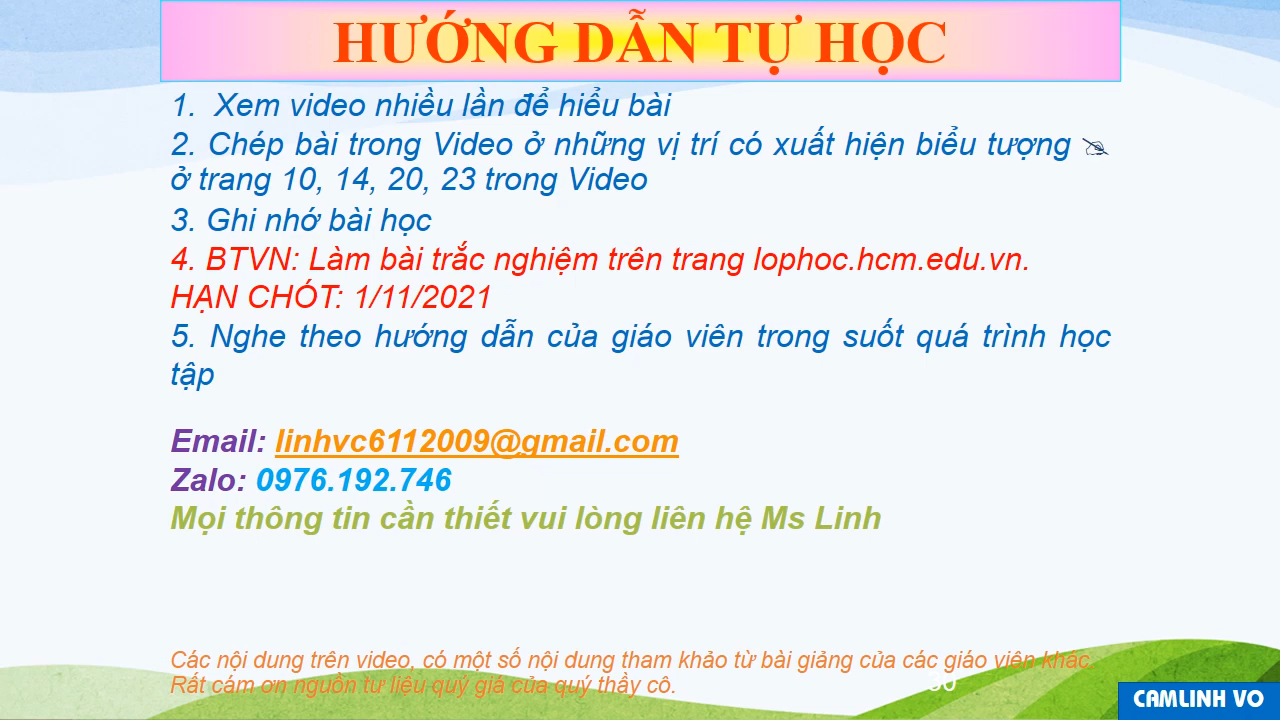 HƯỚNG DẪN TỰ HỌC
1. Xem video nhiều lần để hiểu bài
2. Chép bài trong Video ở những vị trí có xuất hiện biểu tượng
ở trang 10, 14, 20, 23 trong Video
3. Ghi nhớ bài học
4. BTVN: Làm bài trắc nghiệm trên trang lophoc.hcm.edu.vn.
HẠN CHÓT: 1/11/2021
5. Nghe theo hướng dẫn của giáo viên trong suốt quá trình học
tập
Email: linhvc6112009@gmail.com
Zalo: 0976.192.746
Mọi thông tin cần thiết vui lòng liên hệ Ms Linh
Các nội dung trên video, có một số nội dung tham khảo từ bài giảng của các giáo viên khác.
Rất cám ơn nguồn tư liệu quý giá của quý thầy cô.
30
CAMLINH VO